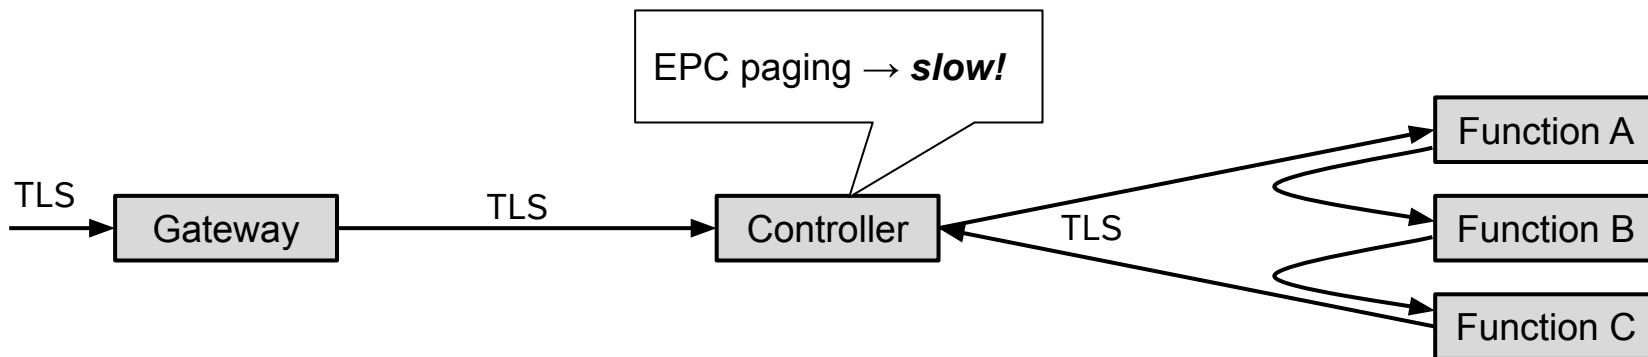 EPC paging → slow!
Function A
TLS
TLS
Gateway
Controller
TLS
Function B
Function C